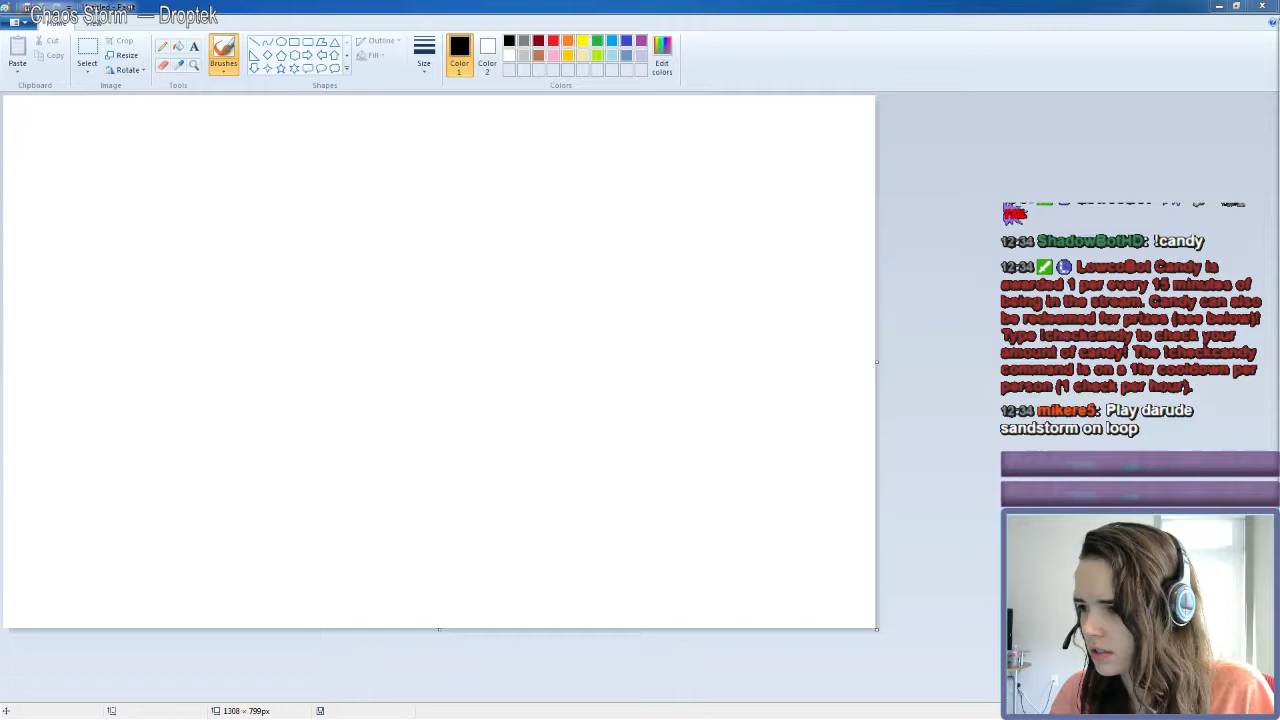 Chaos Storm — Droptek
Home View
Paste
Cut
Copy
Clipboard
Select
Crop
Resize
Rotate
Image
A
Tools
Brushes
Outline
Fill
Shapes
Size
Color 1
Color 2
Edit colors
Colors
12:34 ShadowBotHD: !candy
12:34 LowcoBot Candy is
awarded 1 per every 15 minutes of
being in the stream. Candy can also
be redeemed for prizes (see below)!
Type !checkcandy to check your
amount of candy! The !checkcandy
command is on a 1hr cooldown per
person (1 check per hour).
12:34 mikere5: Play darude
sandstorm on loop
1308 × 799px